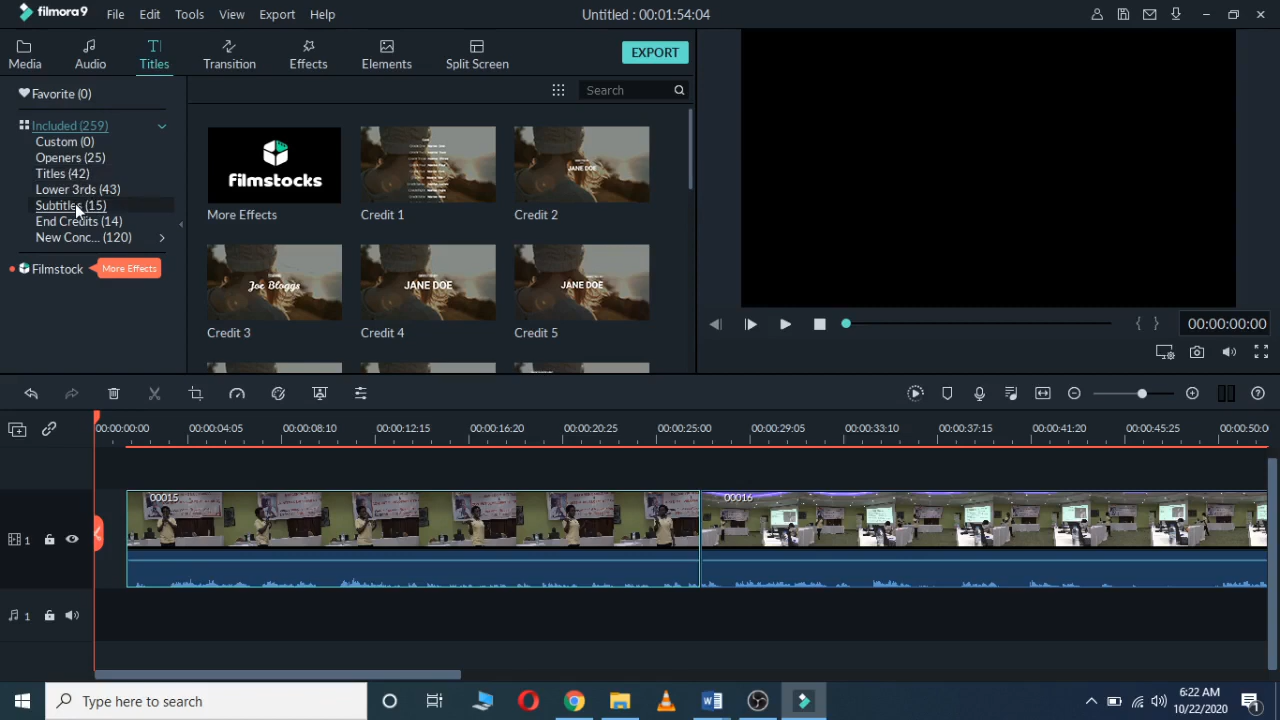 filmora9 File Edit Tools View Export Help Untitled : 00:01:54:04
Media Audio Titles Transition Effects Elements Split Screen EXPORT
Favorite (0) Search
Included (259)
Custom (0)
Openers (25)
Titles (42)
Lower 3rds (43)
Subtitles (15)
End Credits (14)
New Conc... (120)
Filmstock More Effects
filmstocks
JANE DOE
More Effects Credit 1 Credit 2
Joe Bloggs JANE DOE JANE DOE
Credit 3 Credit 4 Credit 5
00:00:00:00
00:00:00:00 00:00:04:05 00:00:08:10 00:00:12:15 00:00:16:20 00:00:20:25 00:00:25:00 00:00:29:05 00:00:33:10 00:00:37:15 00:00:41:20 00:00:45:25 00:00:50:0
00015 00016
1
1
Type here to search
6:22 AM
10/22/2020
1